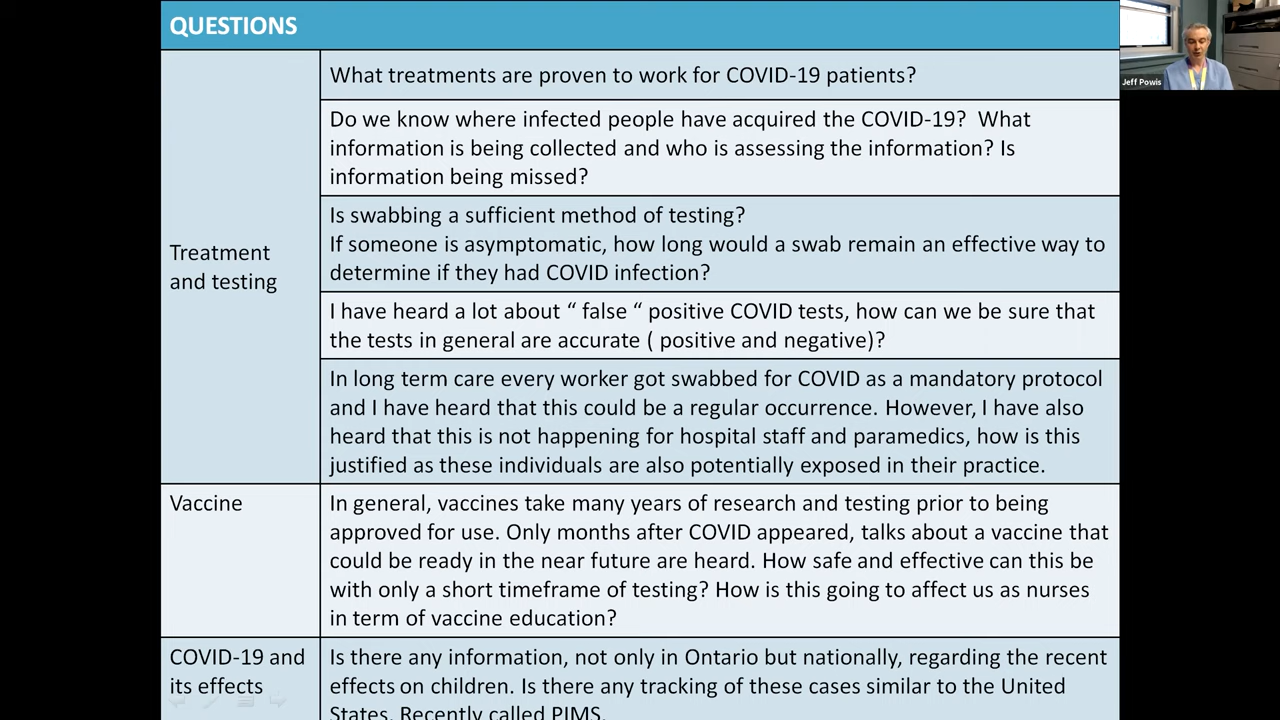 QUESTIONS
Jeff Powis
Treatment
and testing
What treatments are proven to work for COVID-19 patients?
Do we know where infected people have acquired the COVID-19?  What
information is being collected and who is assessing the information? Is
information being missed?
Is swabbing a sufficient method of testing?
If someone is asymptomatic, how long would a swab remain an effective way to
determine if they had COVID infection?
I have heard a lot about “ false “ positive COVID tests, how can we be sure that
the tests in general are accurate ( positive and negative)?
In long term care every worker got swabbed for COVID as a mandatory protocol
and I have heard that this could be a regular occurrence. However, I have also
heard that this is not happening for hospital staff and paramedics, how is this
justified as these individuals are also potentially exposed in their practice.
Vaccine
In general, vaccines take many years of research and testing prior to being
approved for use. Only months after COVID appeared, talks about a vaccine that
could be ready in the near future are heard. How safe and effective can this be
with only a short timeframe of testing? How is this going to affect us as nurses
in term of vaccine education?
COVID-19 and
its effects
Is there any information, not only in Ontario but nationally, regarding the recent
effects on children. Is there any tracking of these cases similar to the United
States. Recently called PIMS.